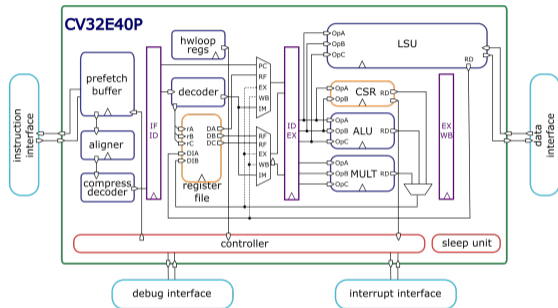 CV32E40P
hwloop
regs
prefetch
buffer
aligner
compress
decoder
IF
ID
decoder
rA
rB
rC
DIA
DIB
DA
DB
DC
register
file
PC
RF
EX
WB
IM
RF
RF
EX
WB
IM
ID
EX
OpA
OpB
OpC
LSU
RD
OpA
OpB
CSR
RD
OpA
OpB
OpC
ALU
RD
OpA
OpB
OpC
MULT
RD
EX
WB
instruction
interface
data
interface
controller
sleep unit
debug interface
interrupt interface